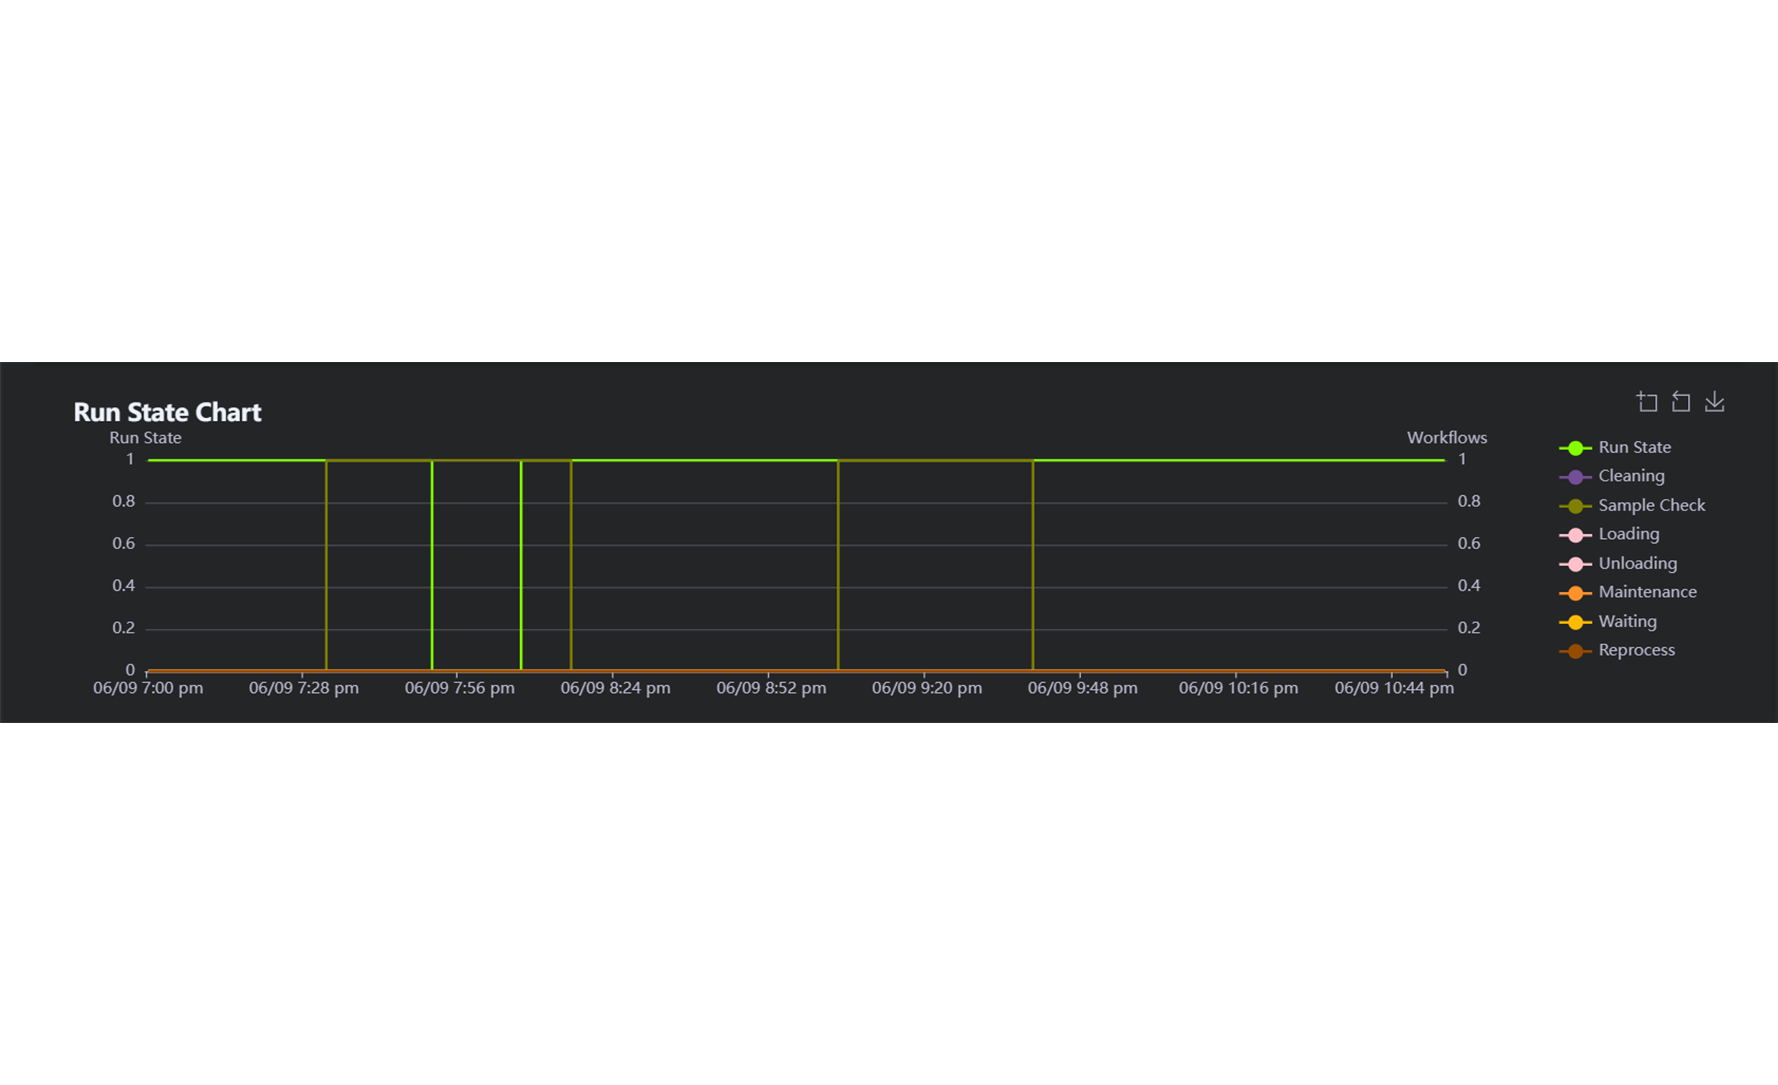 Run State Chart
Run State
Workflows
1
0.8
0.6
0.4
0.2
0
1
0.8
0.6
0.4
0.2
0
06/09 7:00 pm
06/09 7:28 pm
06/09 7:56 pm
06/09 8:24 pm
06/09 8:52 pm
06/09 9:20 pm
06/09 9:48 pm
06/09 10:16 pm
06/09 10:44 pm
Run State
Cleaning
Sample Check
Loading
Unloading
Maintenance
Waiting
Reprocess